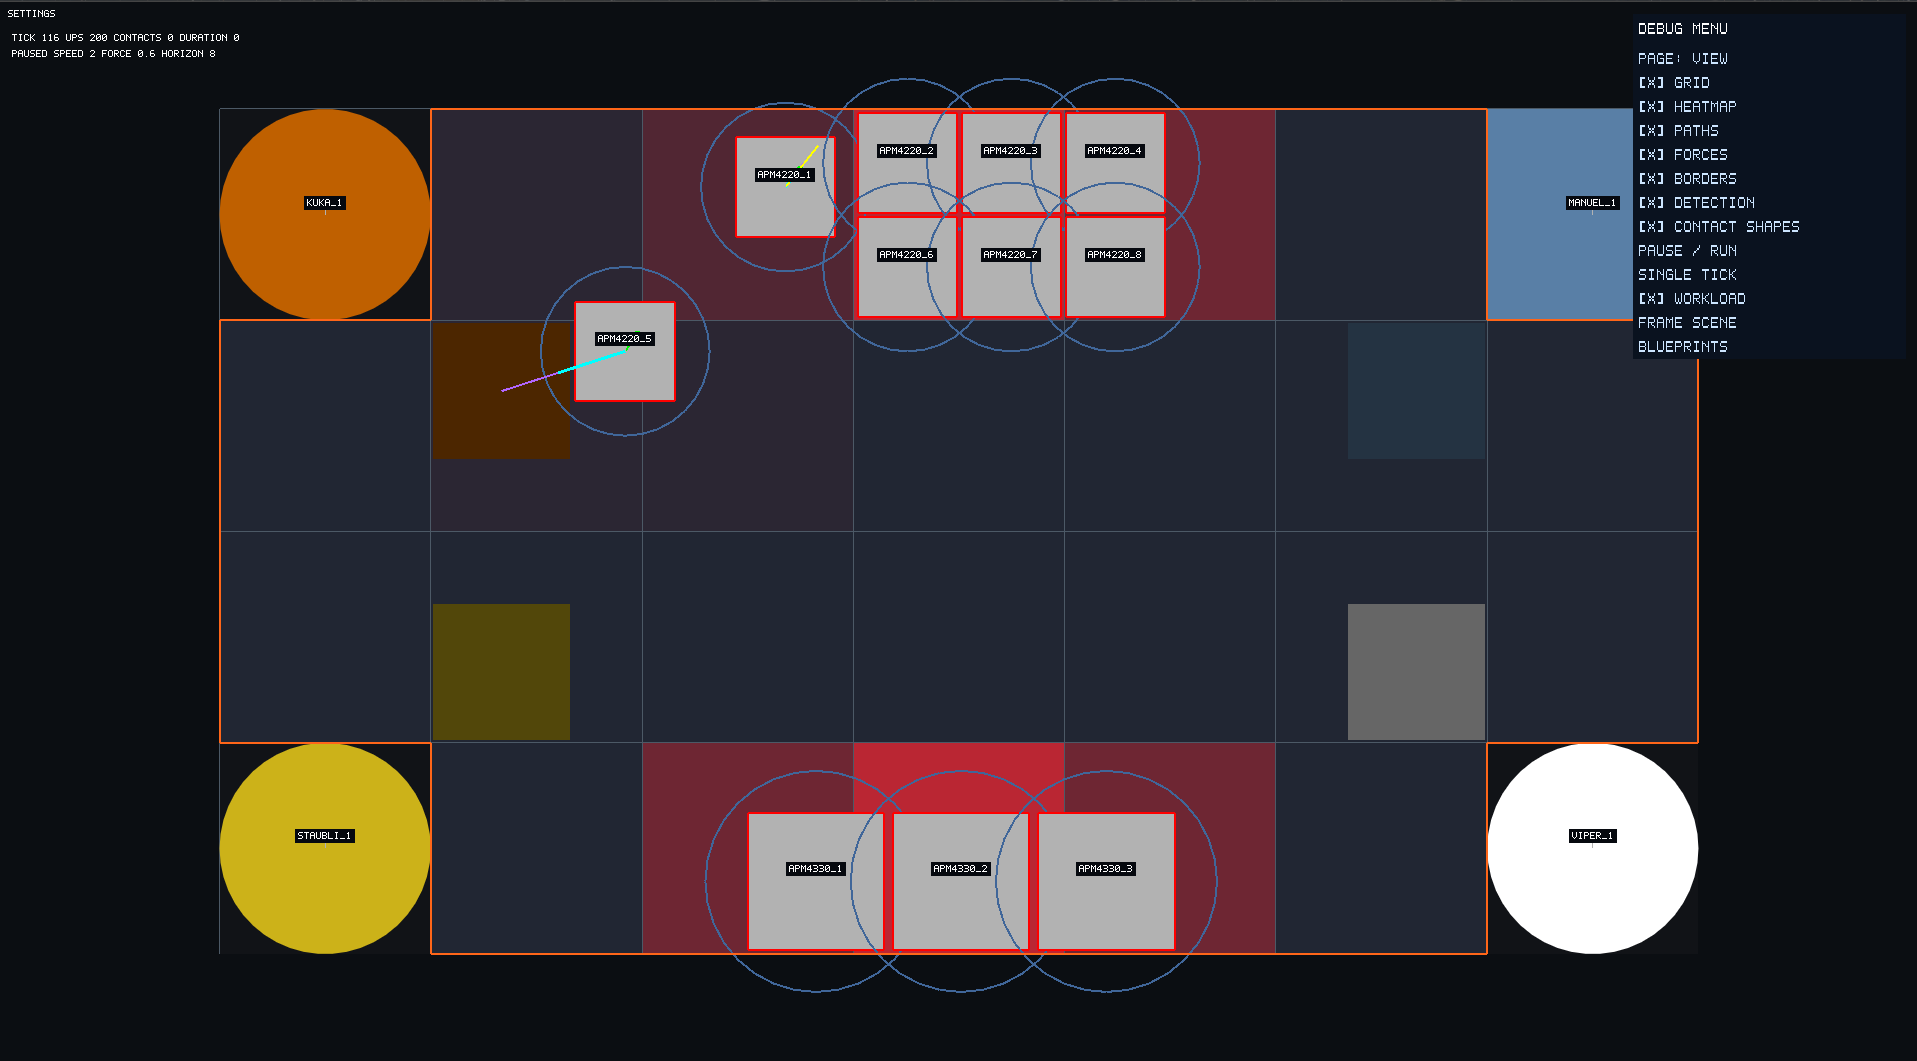 SETTINGS
TICK 116 UPS 200 CONTACTS 0 DURATION 0
PAUSED SPEED 2 FORCE 0.6 HORIZON 8
DEBUG MENU
PAGE: VIEW
[X] GRID
[X] HEATMAP
[X] PATHS
[X] FORCES
[X] BORDERS
[X] DETECTION
[X] CONTACT SHAPES
PAUSE / RUN
SINGLE TICK
[X] WORKLOAD
FRAME SCENE
BLUEPRINTS
APM4220_2
APM4220_3
APM4220_4
APM4220_1
KUKA_1
MANUEL_1
APM4220_6
APM4220_7
APM4220_8
APM4220_5
STAUBLI_1
VIPER_1
APM4330_1
APM4330_2
APM4330_3